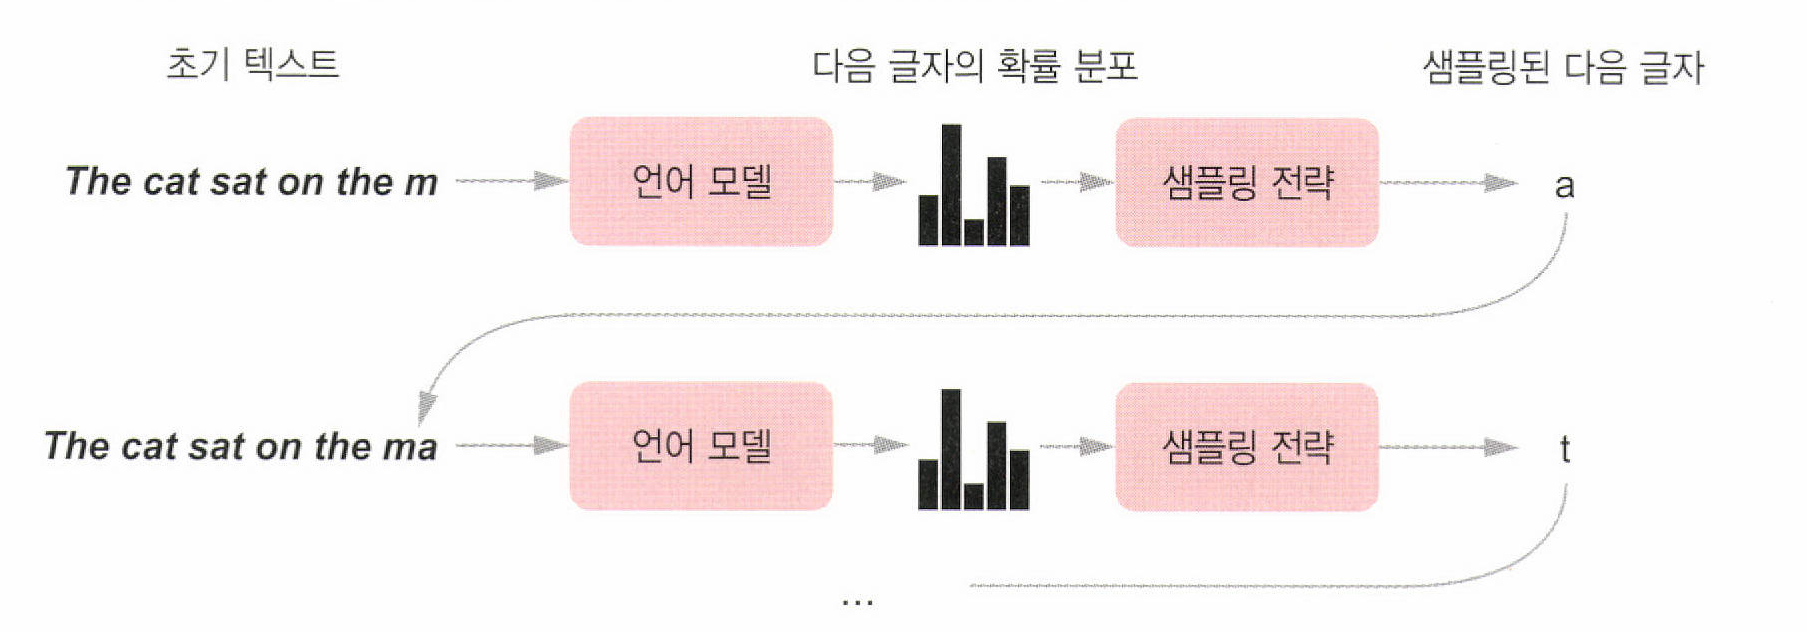 초기 텍스트
다음 글자의 확률 분포
샘플링된 다음 글자
The cat sat on the m
언어 모델
샘플링 전략
a
The cat sat on the ma
언어 모델
샘플링 전략
t
...